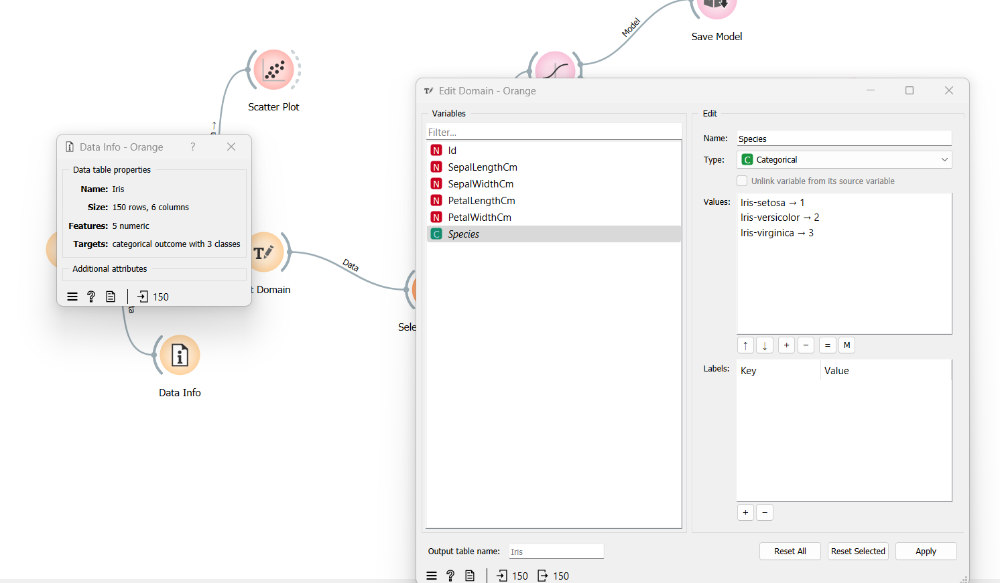 Model
Save Model
Scatter Plot
Data Info - Orange
Data table properties
Name: Iris
Size: 150 rows, 6 columns
Features: 5 numeric
Targets: categorical outcome with 3 classes
Additional attributes
150
t Domain
Data
Sele
ta
Data Info
Edit Domain - Orange
Variables
Filter...
N Id
N SepalLengthCm
N SepalWidthCm
N PetalLengthCm
N PetalWidthCm
C Species
Edit
Name: Species
Type: C Categorical
Unlink variable from its source variable
Values: Iris-setosa → 1
Iris-versicolor → 2
Iris-virginica → 3
↑ ↓ + − = M
Labels: Key Value
+ −
Output table name: Iris
Reset All Reset Selected Apply
150 150